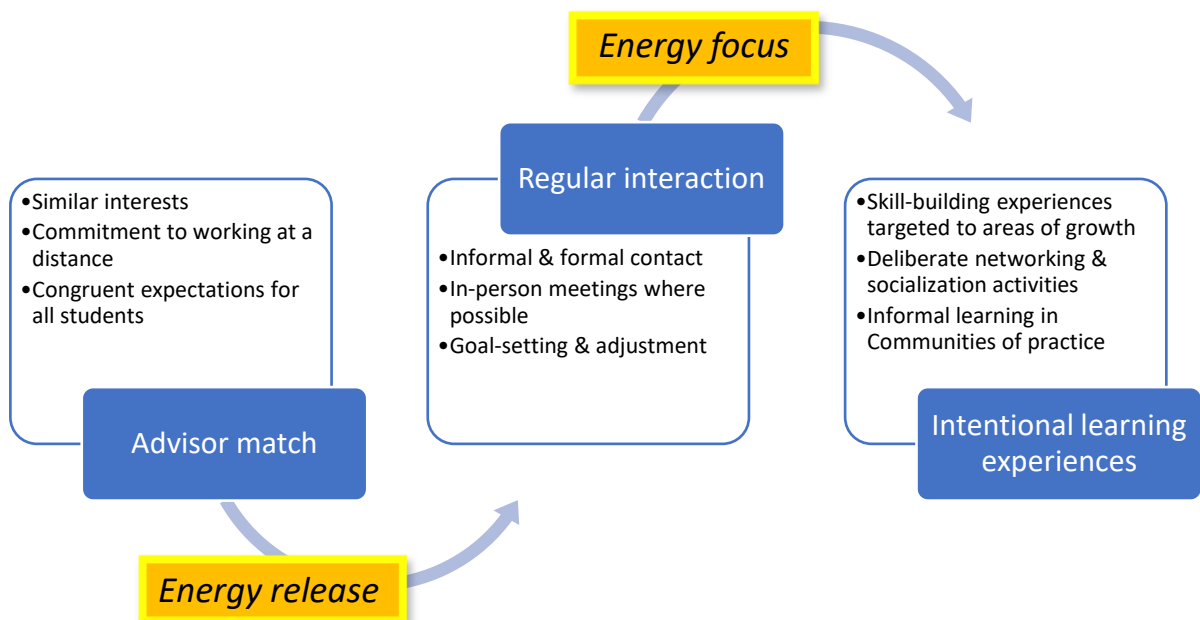 Energy focus
•Similar interests
•Commitment to working at a
distance
•Congruent expectations for
all students
Advisor match
Energy release
Regular interaction
•Informal & formal contact
•In-person meetings where
possible
•Goal-setting & adjustment
•Skill-building experiences
targeted to areas of growth
•Deliberate networking &
socialization activities
•Informal learning in
Communities of practice
Intentional learning
experiences